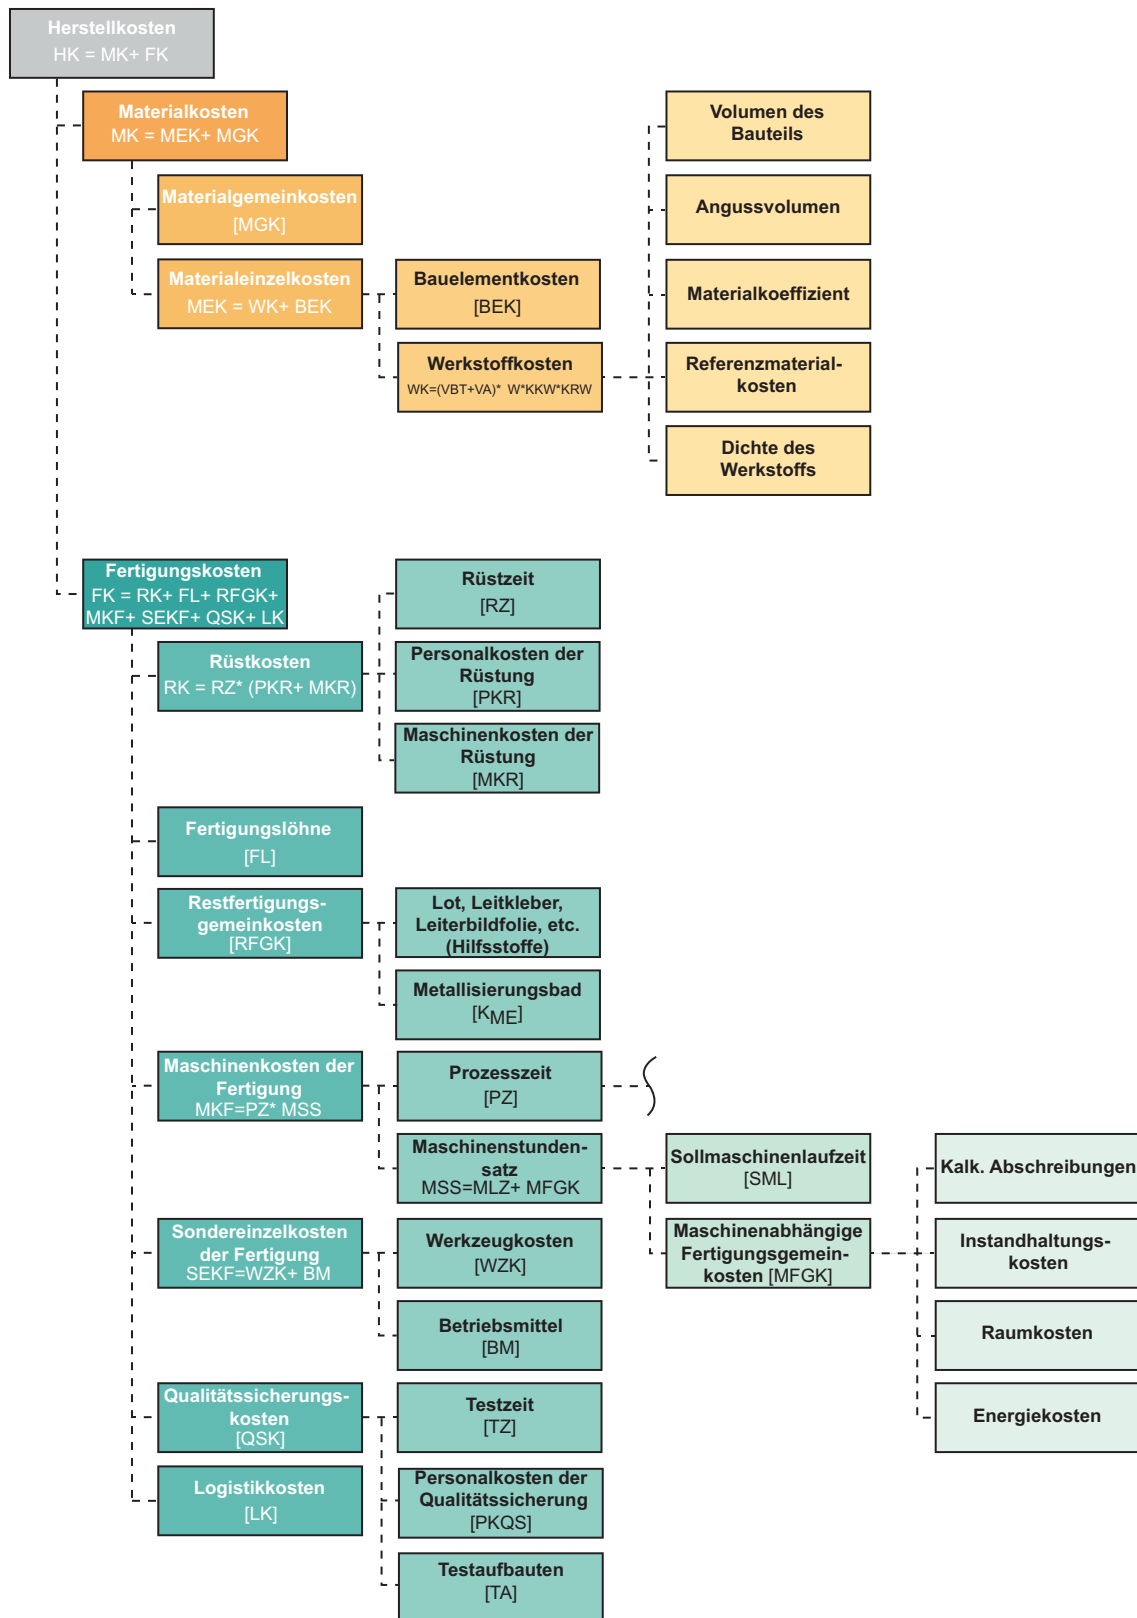 Herstellkosten
HK = MK+ FK
Materialkosten
MK = MEK+ MGK
Materialgemeinkosten
[MGK]
Materialeinzelkosten
MEK = WK+ BEK
Bauelementkosten
[BEK]
Werkstoffkosten
WK=(VBT+VA)* W*KKW*KRW
Volumen des
Bauteils
Angussvolumen
Materialkoeffizient
Referenzmaterial-
kosten
Dichte des
Werkstoffs
Fertigungskosten
FK = RK+ FL+ RFGK+
MKF+ SEKF+ QSK+ LK
Rüstkosten
RK = RZ* (PKR+ MKR)
Rüstzeit
[RZ]
Personalkosten der
Rüstung
[PKR]
Maschinenkosten der
Rüstung
[MKR]
Fertigungslöhne
[FL]
Restfertigungs-
gemeinkosten
[RFGK]
Lot, Leitkleber,
Leiterbildfolie, etc.
(Hilfsstoffe)
Metallisierungsbad
[KME]
Maschinenkosten der
Fertigung
MKF=PZ* MSS
Prozesszeit
[PZ]
Maschinenstunden-
satz
MSS=MLZ+ MFGK
Sollmaschinenlaufzeit
[SML]
Maschinenabhängige
Fertigungsgemein-
kosten [MFGK]
Kalk. Abschreibungen
Instandhaltungs-
kosten
Raumkosten
Energiekosten
Sondereinzelkosten
der Fertigung
SEKF=WZK+ BM
Werkzeugkosten
[WZK]
Betriebsmittel
[BM]
Qualitätssicherungs-
kosten
[QSK]
Testzeit
[TZ]
Personalkosten der
Qualitätssicherung
[PKQS]
Testaufbauten
[TA]
Logistikkosten
[LK]